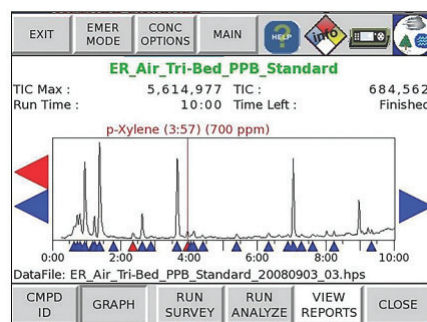 EXIT
EMER MODE
CONC OPTIONS
MAIN
HELP
info
ER_Air_Tri-Bed_PPB_Standard
TIC Max : 5,614,977 TIC : 684,562
Run Time : 10:00 Time Left : Finished
p-Xylene (3:57) (700 ppm)
0:00 2:00 4:00 6:00 8:00 10:00
DataFile: ER_Air_Tri-Bed_PPB_Standard_20080903_03.hps
CMPD ID
GRAPH
RUN SURVEY
RUN ANALYZE
VIEW REPORTS
CLOSE